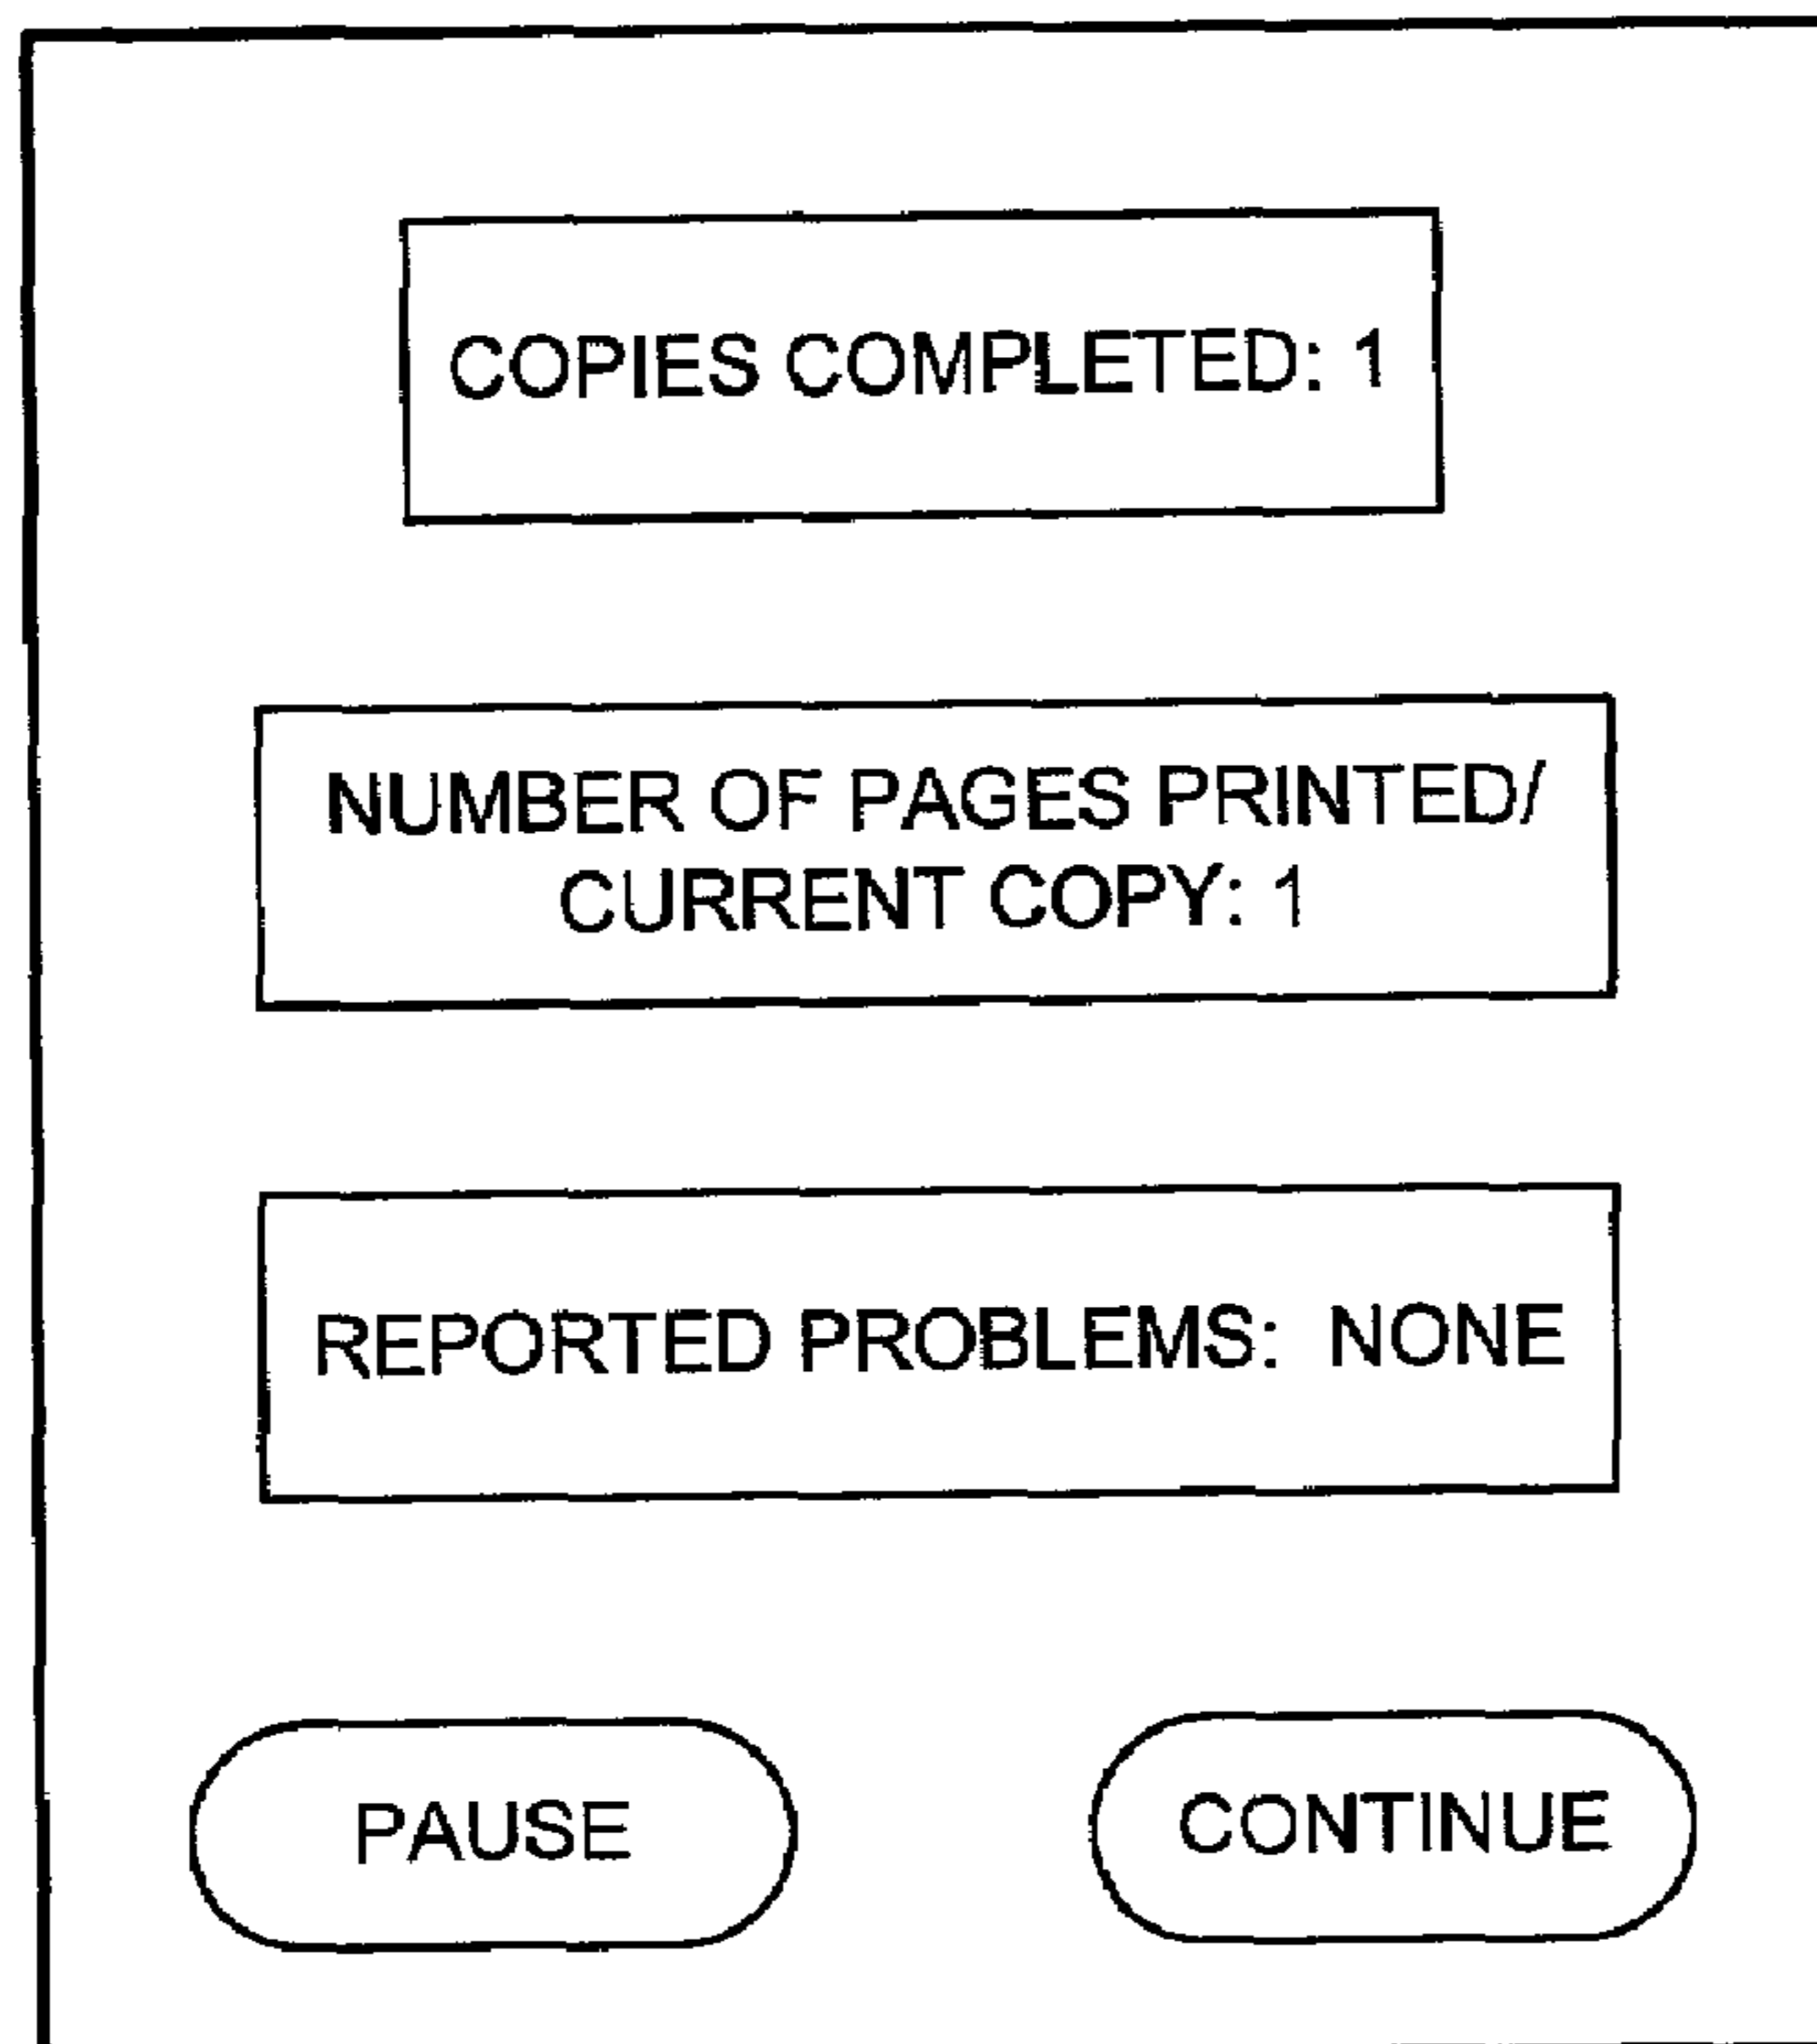 COPIES COMPLETED: 1
NUMBER OF PAGES PRINTED/
CURRENT COPY: 1
REPORTED PROBLEMS: NONE
PAUSE
CONTINUE